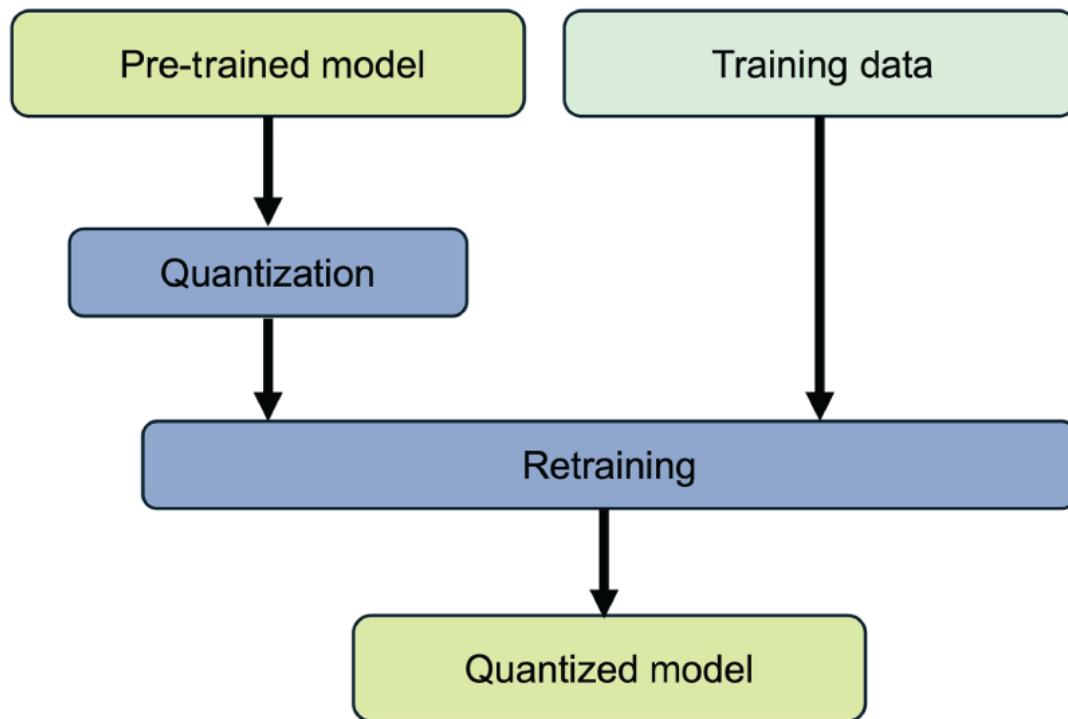 Pre-trained model
Training data
Quantization
Retraining
Quantized model